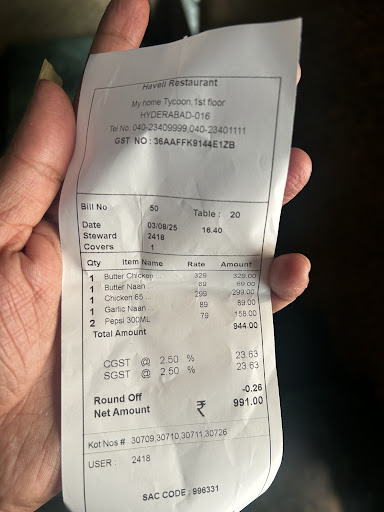 Haveli Restaurant
My home Tycoon, 1st floor
HYDERABAD-016
Tel No. 040-23409999,040-23401111
GST NO : 36AAFFK9144E1ZB
Bill No 50 Table : 20
Date 03/08/25 16.40
Steward 2418
Covers 1
Qty Item Name Rate Amount
1 Butter Chicken ... 329 329.00
1 Butter Naan 69 69.00
1 Chicken 65 ... 299 299.00
1 Garlic Naan ... 89 89.00
2 Pepsi 300ML 79 158.00
Total Amount 944.00
CGST @ 2.50 % 23.63
SGST @ 2.50 % 23.63
Round Off -0.26
Net Amount ₹ 991.00
Kot Nos # 30709,30710,30711,30726
USER : 2418
SAC CODE : 996331